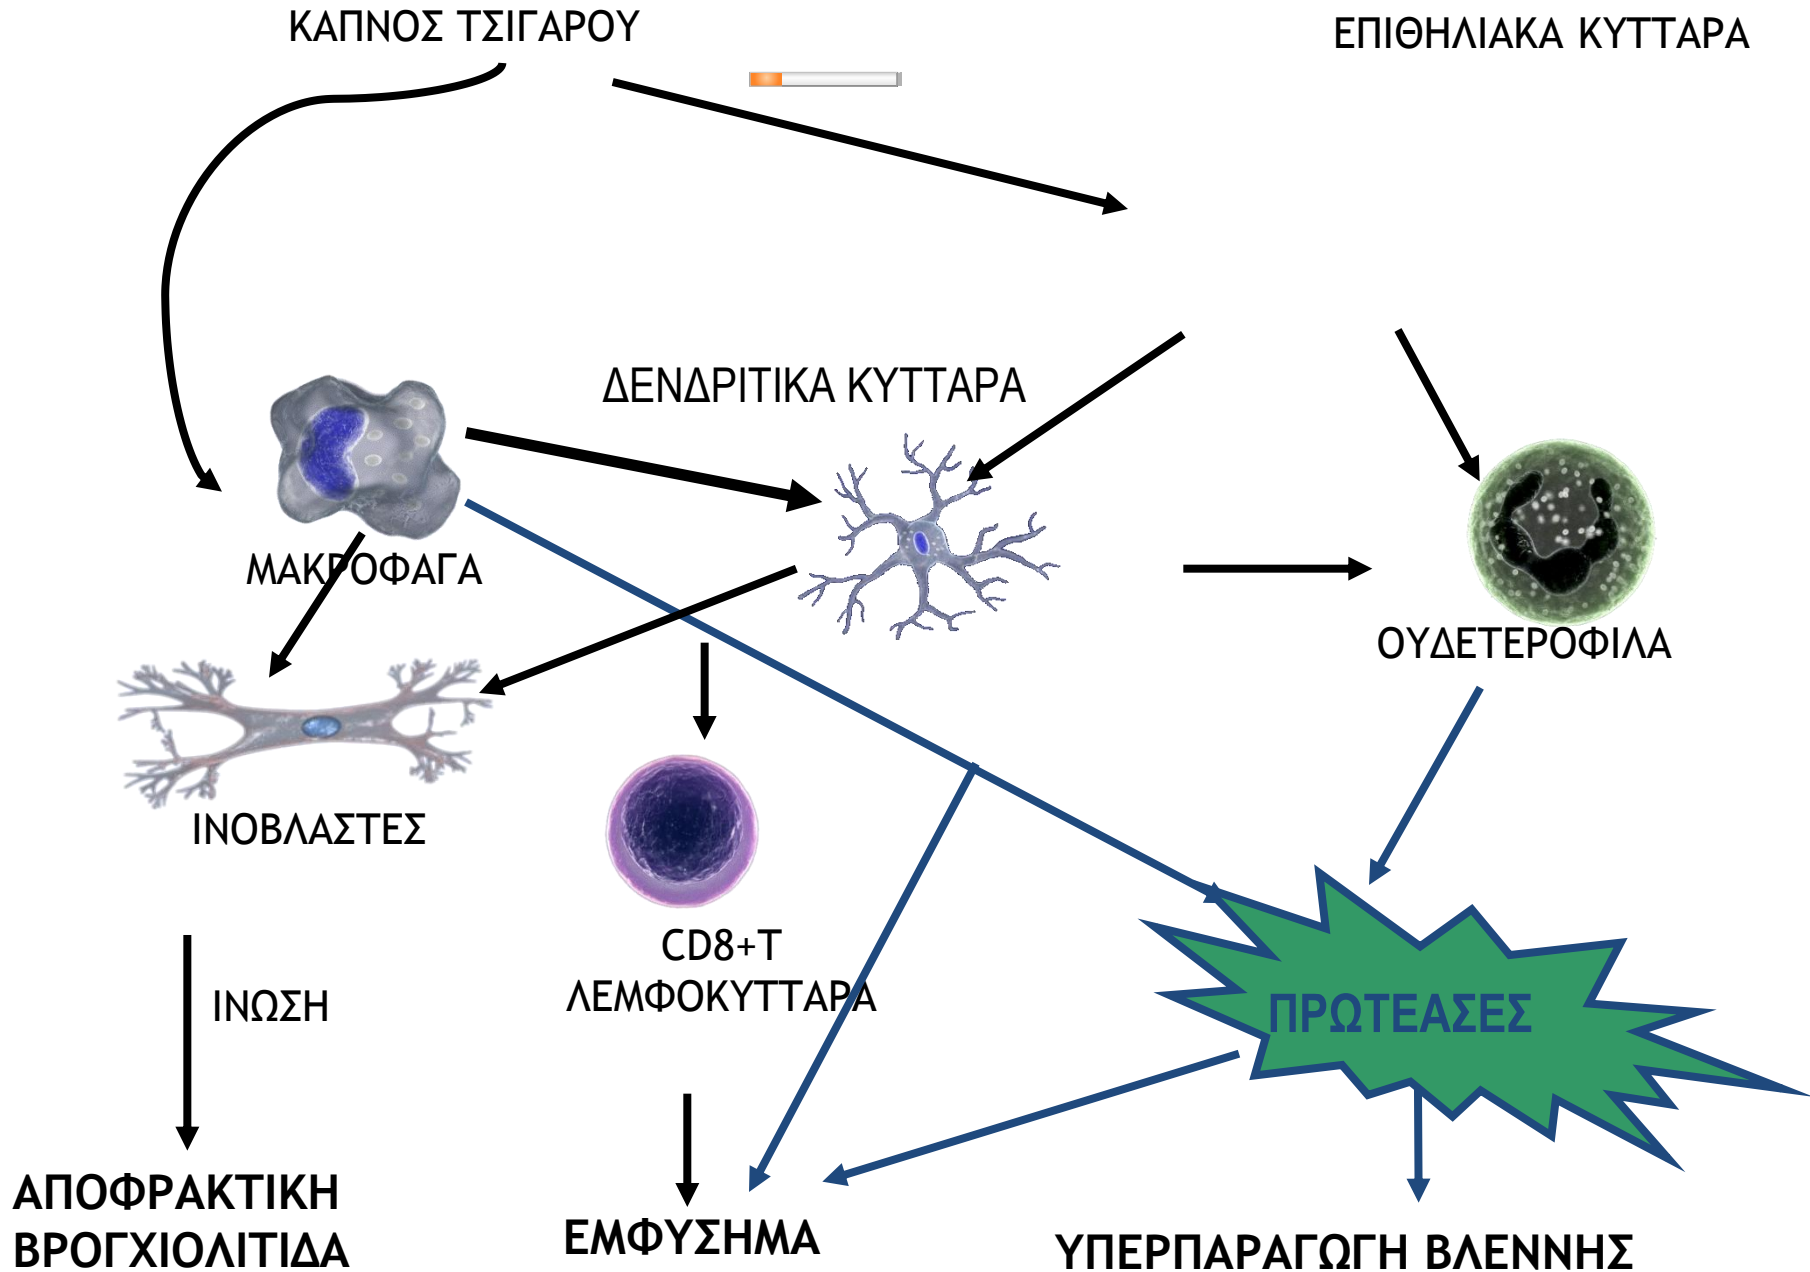 ΚΑΠΝΟΣ ΤΣΙΓΑΡΟΥ
ΕΠΙΘΗΛΙΑΚΑ ΚΥΤΤΑΡΑ
ΔΕΝΔΡΙΤΙΚΑ ΚΥΤΤΑΡΑ
ΜΑΚΡΟΦΑΓΑ
ΟΥΔΕΤΕΡΟΦΙΛΑ
ΙΝΟΒΛΑΣΤΕΣ
CD8+T
ΛΕΜΦΟΚΥΤΤΑΡΑ
ΙΝΩΣΗ
ΠΡΩΤΕΑΣΕΣ
ΑΠΟΦΡΑΚΤΙΚΗ
ΒΡΟΓΧΙΟΛΙΤΙΔΑ
ΕΜΦΥΣΗΜΑ
ΥΠΕΡΠΑΡΑΓΩΓΗ ΒΛΕΝΝΗΣ